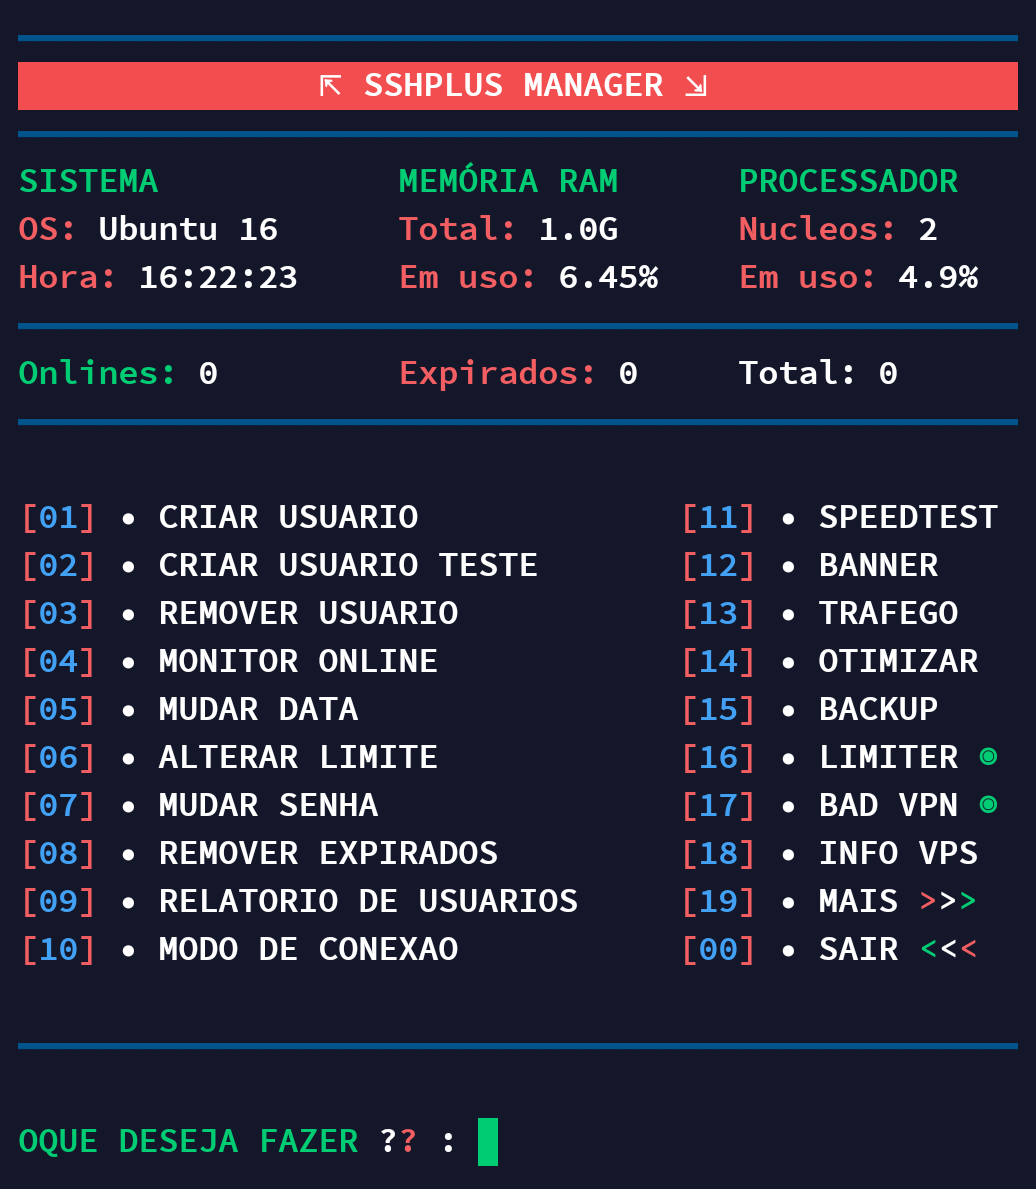 ⇱ SSHPLUS MANAGER ⇲
SISTEMA MEMÓRIA RAM PROCESSADOR
OS: Ubuntu 16 Total: 1.0G Nucleos: 2
Hora: 16:22:23 Em uso: 6.45% Em uso: 4.9%
Onlines: 0 Expirados: 0 Total: 0
[01] • CRIAR USUARIO [11] • SPEEDTEST
[02] • CRIAR USUARIO TESTE [12] • BANNER
[03] • REMOVER USUARIO [13] • TRAFEGO
[04] • MONITOR ONLINE [14] • OTIMIZAR
[05] • MUDAR DATA [15] • BACKUP
[06] • ALTERAR LIMITE [16] • LIMITER ◉
[07] • MUDAR SENHA [17] • BAD VPN ◉
[08] • REMOVER EXPIRADOS [18] • INFO VPS
[09] • RELATORIO DE USUARIOS [19] • MAIS >>>
[10] • MODO DE CONEXAO [00] • SAIR <<<
OQUE DESEJA FAZER ?? :